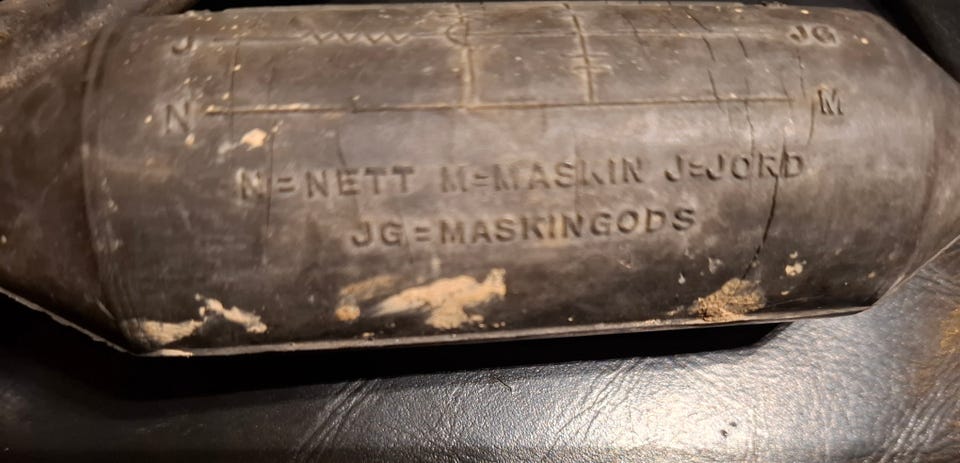 J JG
N M
N=NETT M=MASKIN J=JORD
JG=MASKINGODS